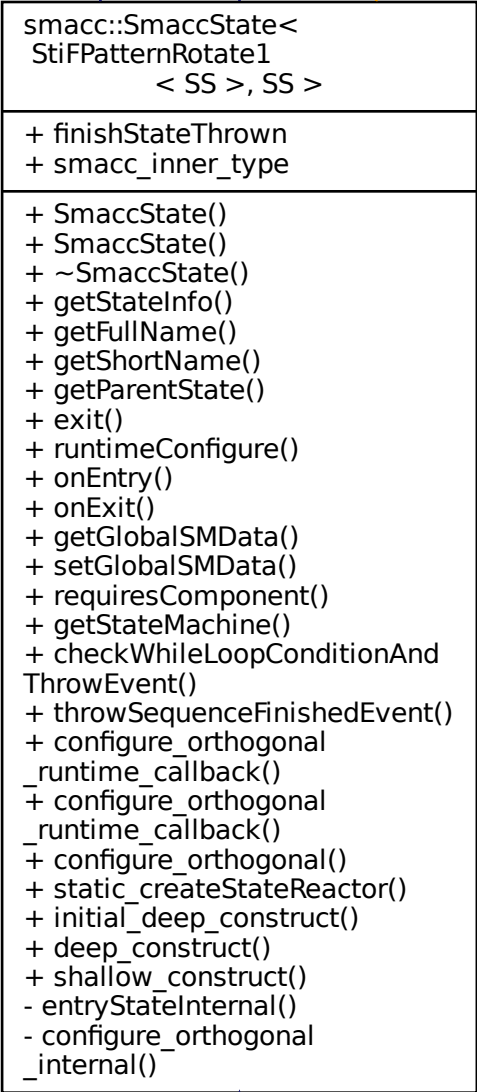 smacc::SmaccState<
StiFPatternRotate1
< SS >, SS >
+ finishStateThrown
+ smacc_inner_type
+ SmaccState()
+ SmaccState()
+ ~SmaccState()
+ getStateInfo()
+ getFullName()
+ getShortName()
+ getParentState()
+ exit()
+ runtimeConfigure()
+ onEntry()
+ onExit()
+ getGlobalSMData()
+ setGlobalSMData()
+ requiresComponent()
+ getStateMachine()
+ checkWhileLoopConditionAnd
ThrowEvent()
+ throwSequenceFinishedEvent()
+ configure_orthogonal
_runtime_callback()
+ configure_orthogonal
_runtime_callback()
+ configure_orthogonal()
+ static_createStateReactor()
+ initial_deep_construct()
+ deep_construct()
+ shallow_construct()
- entryStateInternal()
- configure_orthogonal
_internal()